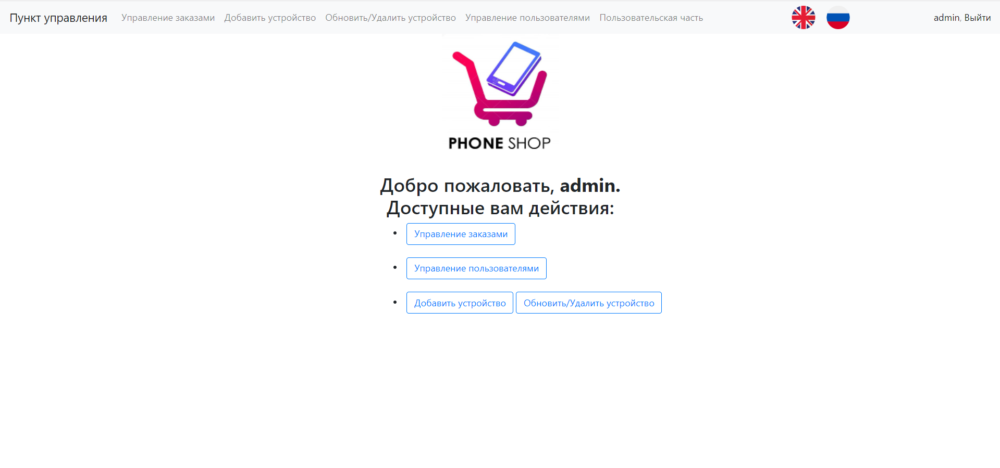 Пункт управления Управление заказами Добавить устройство Обновить/Удалить устройство Управление пользователями Пользовательская часть admin, Выйти
PHONE SHOP
Добро пожаловать, admin.
Доступные вам действия:
Управление заказами
Управление пользователями
Добавить устройство Обновить/Удалить устройство